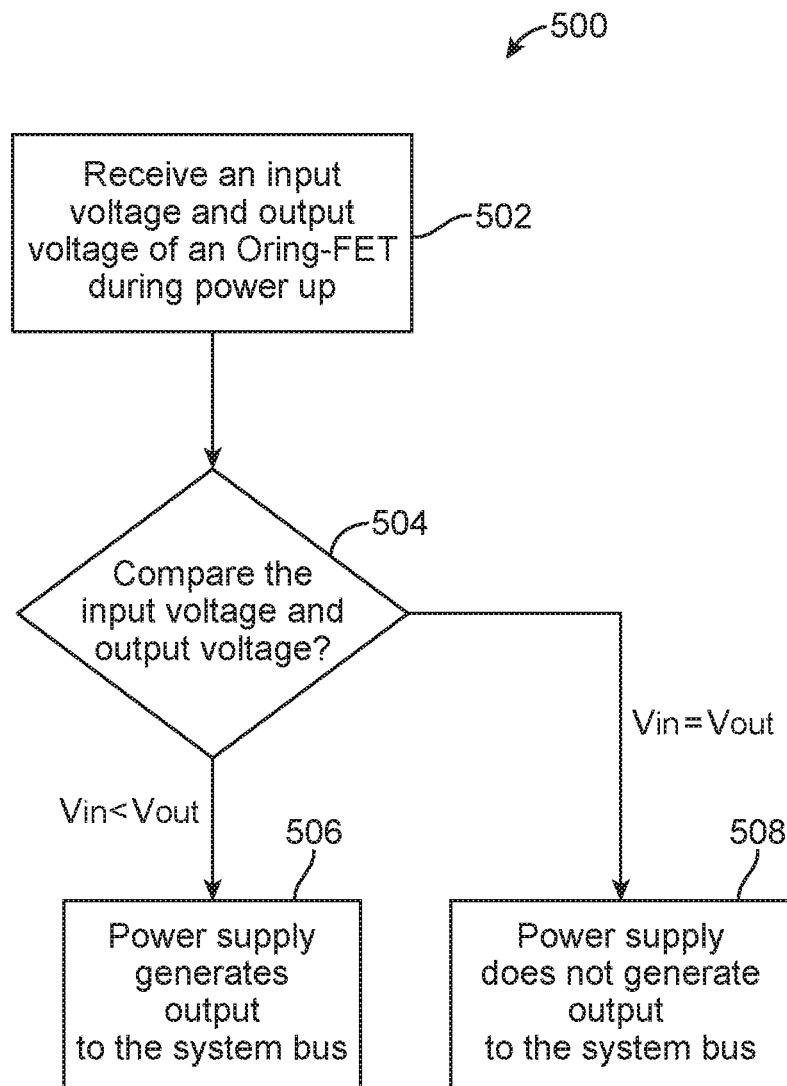 500
Receive an input
voltage and output
voltage of an Oring-FET
during power up
502
504
Compare the
input voltage and
output voltage?
Vin=Vout
Vin<Vout
506
Power supply
generates
output
to the system bus
508
Power supply
does not generate
output
to the system bus